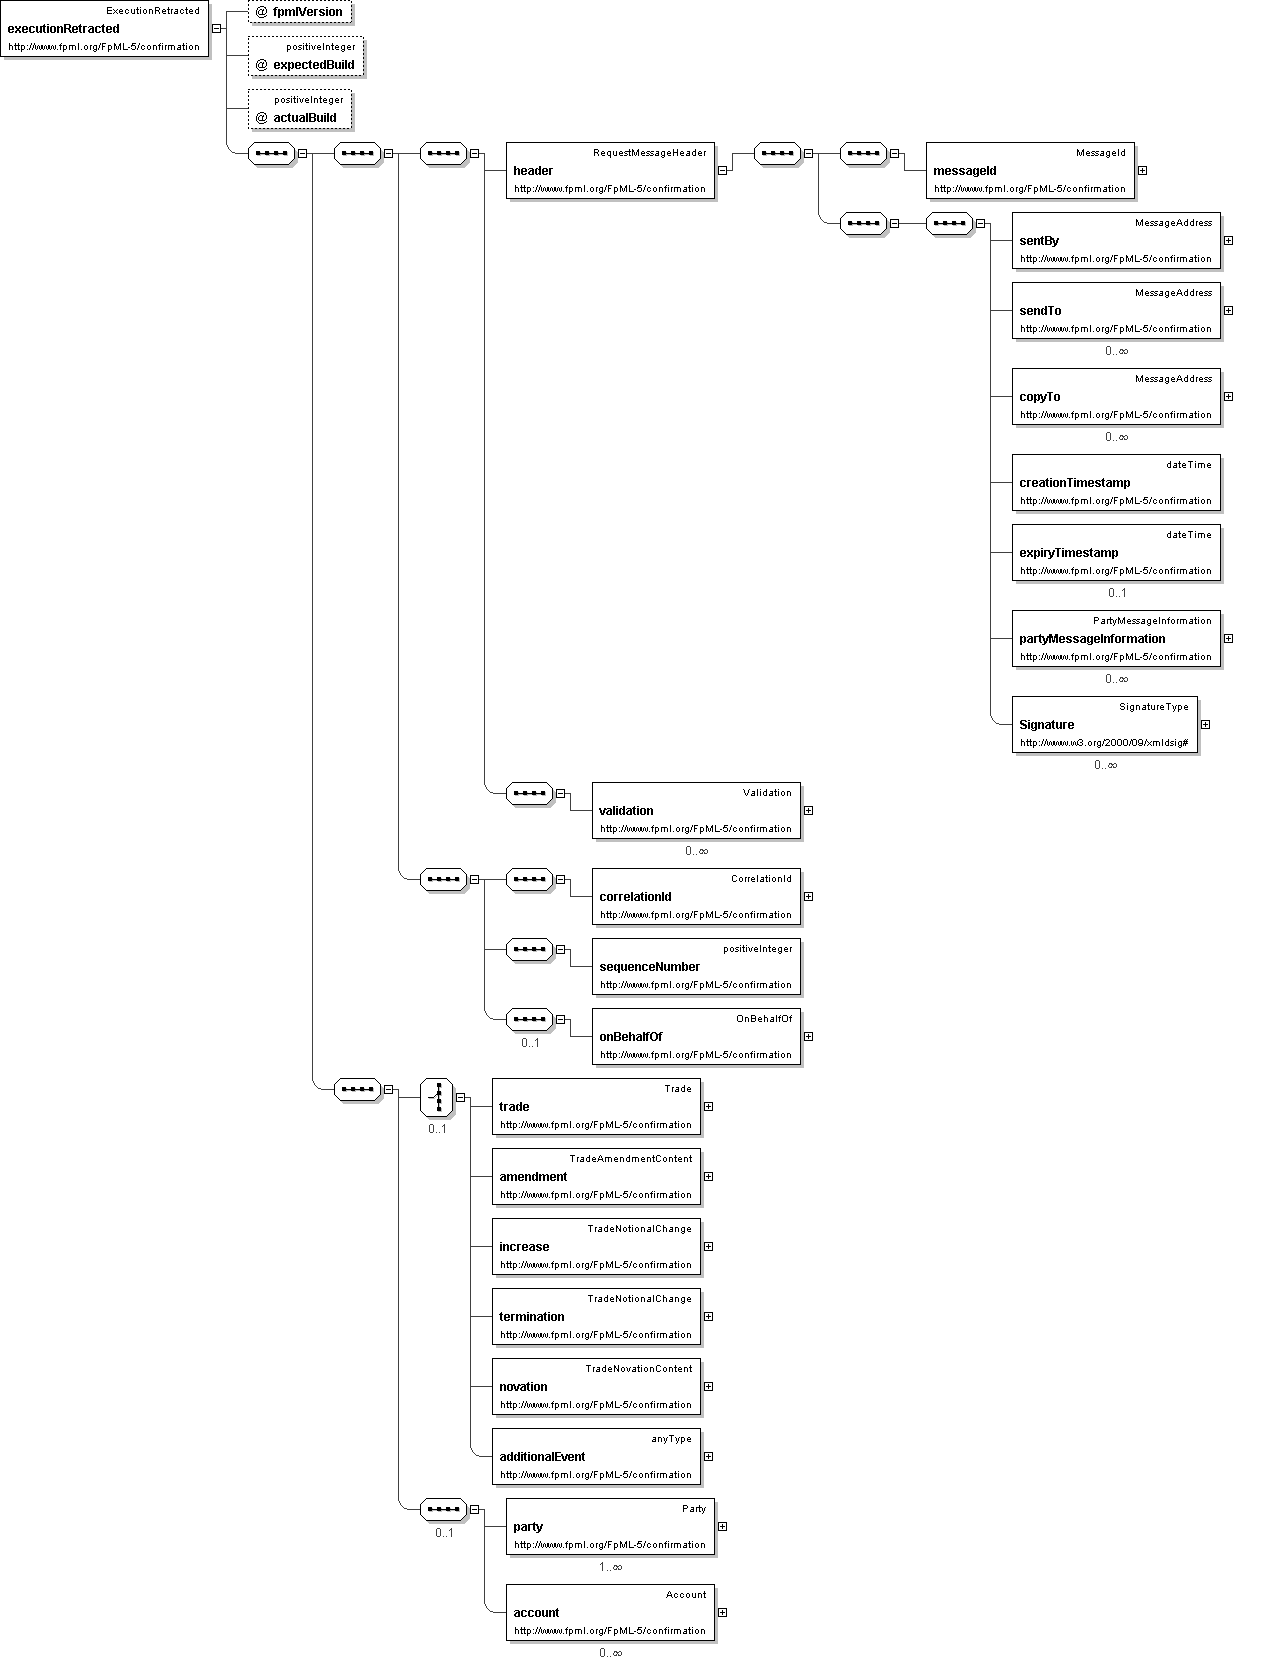 ExecutionRetracted
executionRetracted
http://www.fpml.org/FpML-5/confirmation
@ fpmlVersion
positiveInteger
@ expectedBuild
positiveInteger
@ actualBuild
RequestMessageHeader
header
http://www.fpml.org/FpML-5/confirmation
MessageId
messageId
http://www.fpml.org/FpML-5/confirmation
MessageAddress
sentBy
http://www.fpml.org/FpML-5/confirmation
MessageAddress
sendTo
http://www.fpml.org/FpML-5/confirmation
0..∞
MessageAddress
copyTo
http://www.fpml.org/FpML-5/confirmation
0..∞
dateTime
creationTimestamp
http://www.fpml.org/FpML-5/confirmation
dateTime
expiryTimestamp
http://www.fpml.org/FpML-5/confirmation
0..1
PartyMessageInformation
partyMessageInformation
http://www.fpml.org/FpML-5/confirmation
0..∞
SignatureType
Signature
http://www.w3.org/2000/09/xmldsig#
0..∞
Validation
validation
http://www.fpml.org/FpML-5/confirmation
0..∞
CorrelationId
correlationId
http://www.fpml.org/FpML-5/confirmation
positiveInteger
sequenceNumber
http://www.fpml.org/FpML-5/confirmation
0..1
OnBehalfOf
onBehalfOf
http://www.fpml.org/FpML-5/confirmation
0..1
Trade
trade
http://www.fpml.org/FpML-5/confirmation
TradeAmendmentContent
amendment
http://www.fpml.org/FpML-5/confirmation
TradeNotionalChange
increase
http://www.fpml.org/FpML-5/confirmation
TradeNotionalChange
termination
http://www.fpml.org/FpML-5/confirmation
TradeNovationContent
novation
http://www.fpml.org/FpML-5/confirmation
anyType
additionalEvent
http://www.fpml.org/FpML-5/confirmation
0..1
Party
party
http://www.fpml.org/FpML-5/confirmation
1..∞
Account
account
http://www.fpml.org/FpML-5/confirmation
0..∞